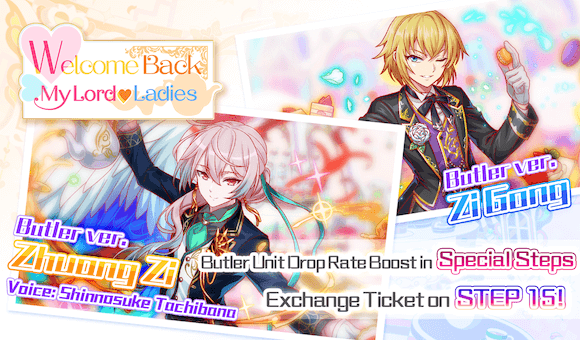 Welcome Back
My Lord Ladies
Butler ver.
Zi Gong
Butler ver.
Zhuang Zi
Voice: Shinnosuke Tachibana
Butler Unit Drop Rate Boost in Special Steps
Exchange Ticket on STEP 15!